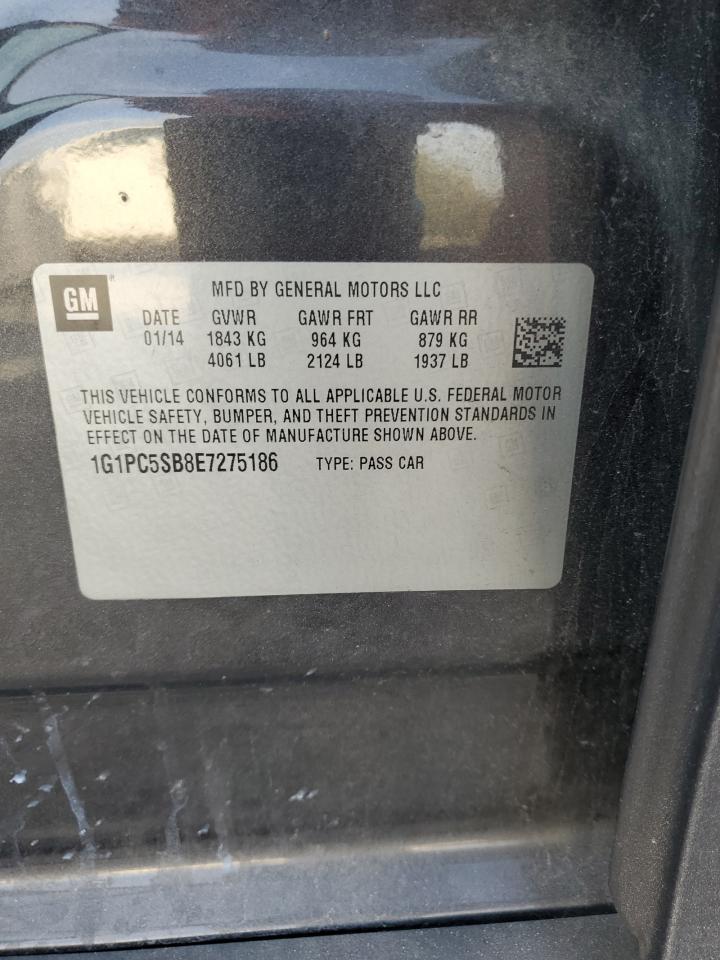 GM
MFD BY GENERAL MOTORS LLC
DATE GVWR GAWR FRT GAWR RR
01/14 1843 KG 964 KG 879 KG
4061 LB 2124 LB 1937 LB
THIS VEHICLE CONFORMS TO ALL APPLICABLE U.S. FEDERAL MOTOR
VEHICLE SAFETY, BUMPER, AND THEFT PREVENTION STANDARDS IN
EFFECT ON THE DATE OF MANUFACTURE SHOWN ABOVE.
1G1PC5SB8E7275186 TYPE: PASS CAR